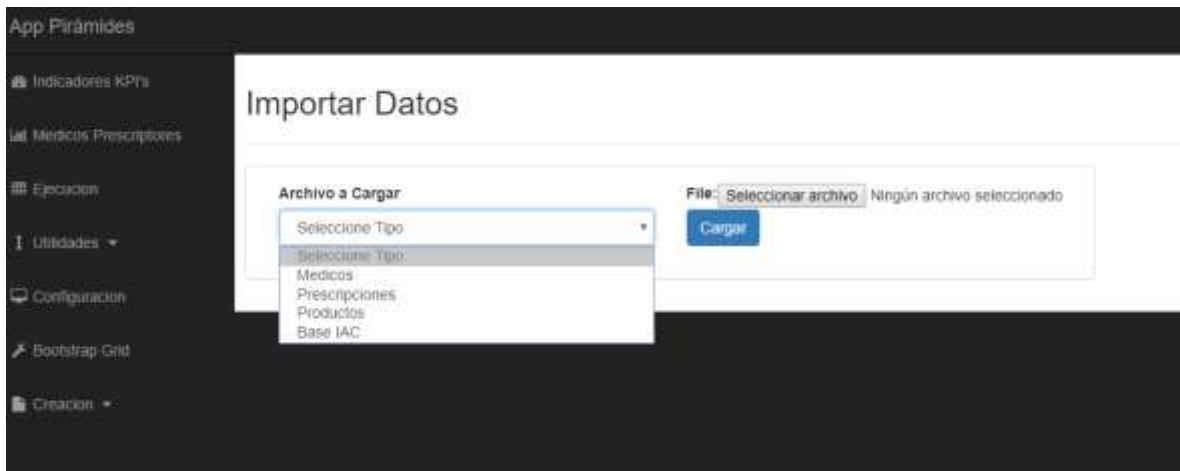 App Pirámides
Indicadores KPI's
Medicos Prescriptores
Ejecucion
Utilidades
Configuracion
Bootstrap Grid
Creacion
Importar Datos
Archivo a Cargar
Seleccione Tipo
Seleccione Tipo
Medicos
Prescripciones
Productos
Base IAC
File: Seleccionar archivo Ningún archivo seleccionado
Cargar